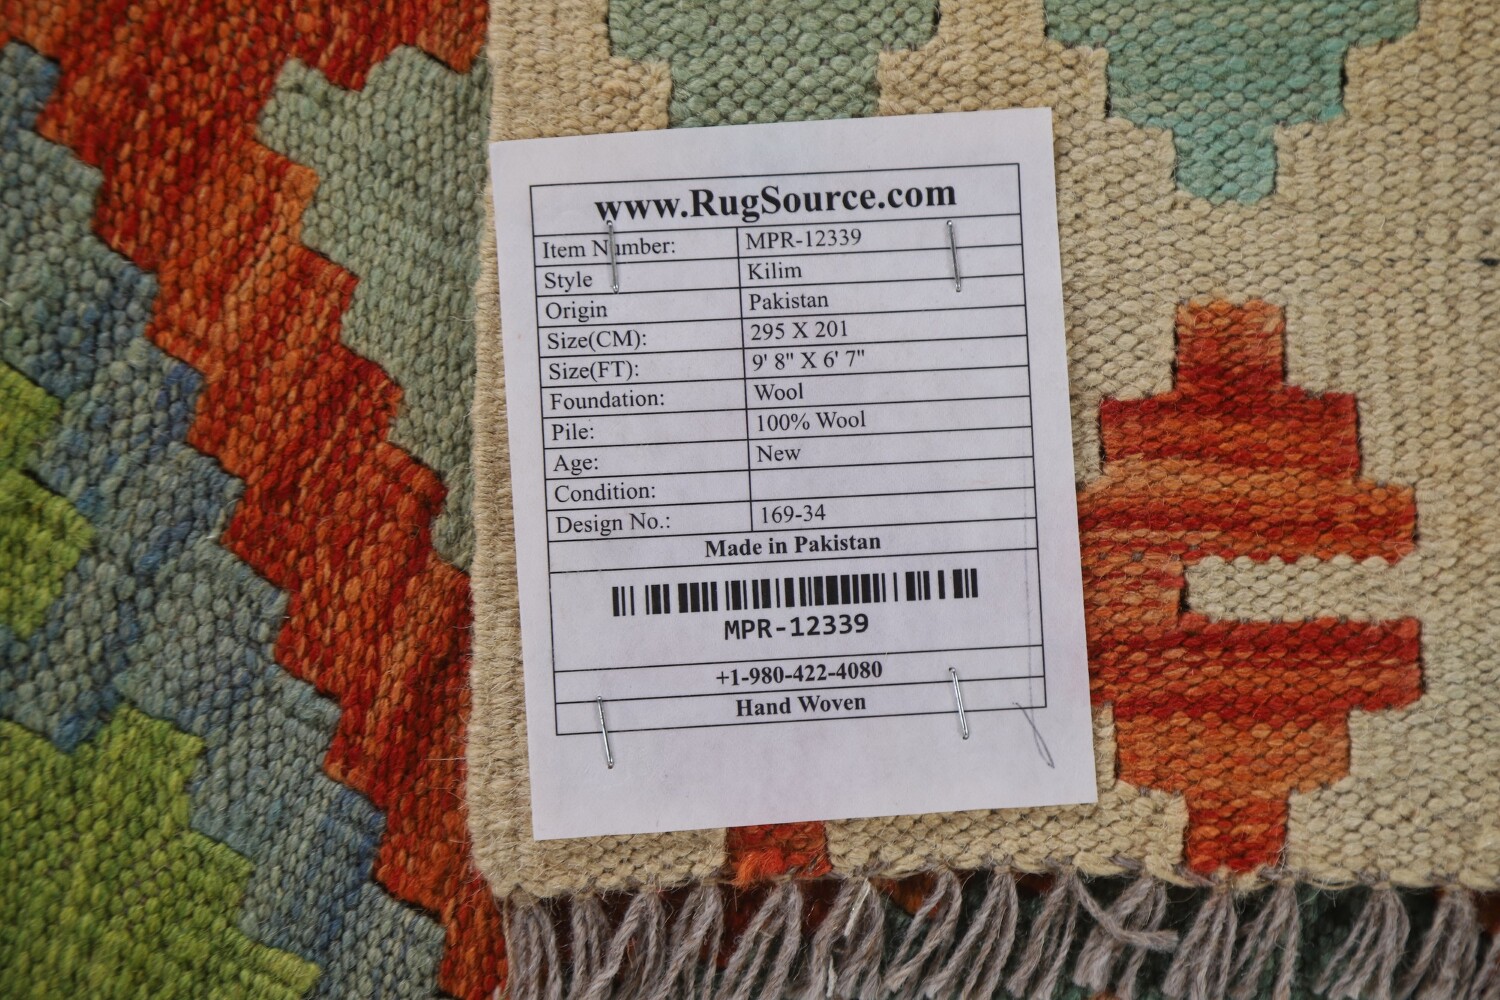 www.RugSource.com
Item Number: MPR-12339
Style Kilim
Origin Pakistan
Size(CM): 295 X 201
Size(FT): 9' 8" X 6' 7"
Foundation: Wool
Pile: 100% Wool
Age: New
Condition:
Design No.: 169-34
Made in Pakistan
MPR-12339
+1-980-422-4080
Hand Woven